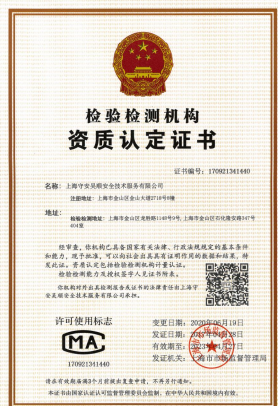 检验检测机构
资质认定证书
证书编号：170921341440
名称：上海守安昊顺安全技术服务有限公司
注册地址：上海市金山区金山大道2710号8幢
地址：
检验检测地址：上海市金山区龙胜路1148号9号，上海市金山区石化隆安路347号
404室
经审查，你机构已具备国家有关法律、行政法规规定的基本条件
和能力，现予批准，可以向社会出具具有证明作用的数据和结果，特
发此证。资质认定包括检验检测机构计量认证。
检验检测能力及授权签字人见证书附表。
你机构对外出具检测报告或证书的法律责任由上海守
安昊顺安全技术服务有限公司承担。
许可使用标志
MA
170921341440
变更日期：2020年06月19日
发证日期：
有效期至：
发证机关：上海市市场监督管理局
请在有效期届满3个月前提出复查申请，不再另行通知。
本证书由国家认证认可监督管理委员会监制，在中华人民共和国境内有效。